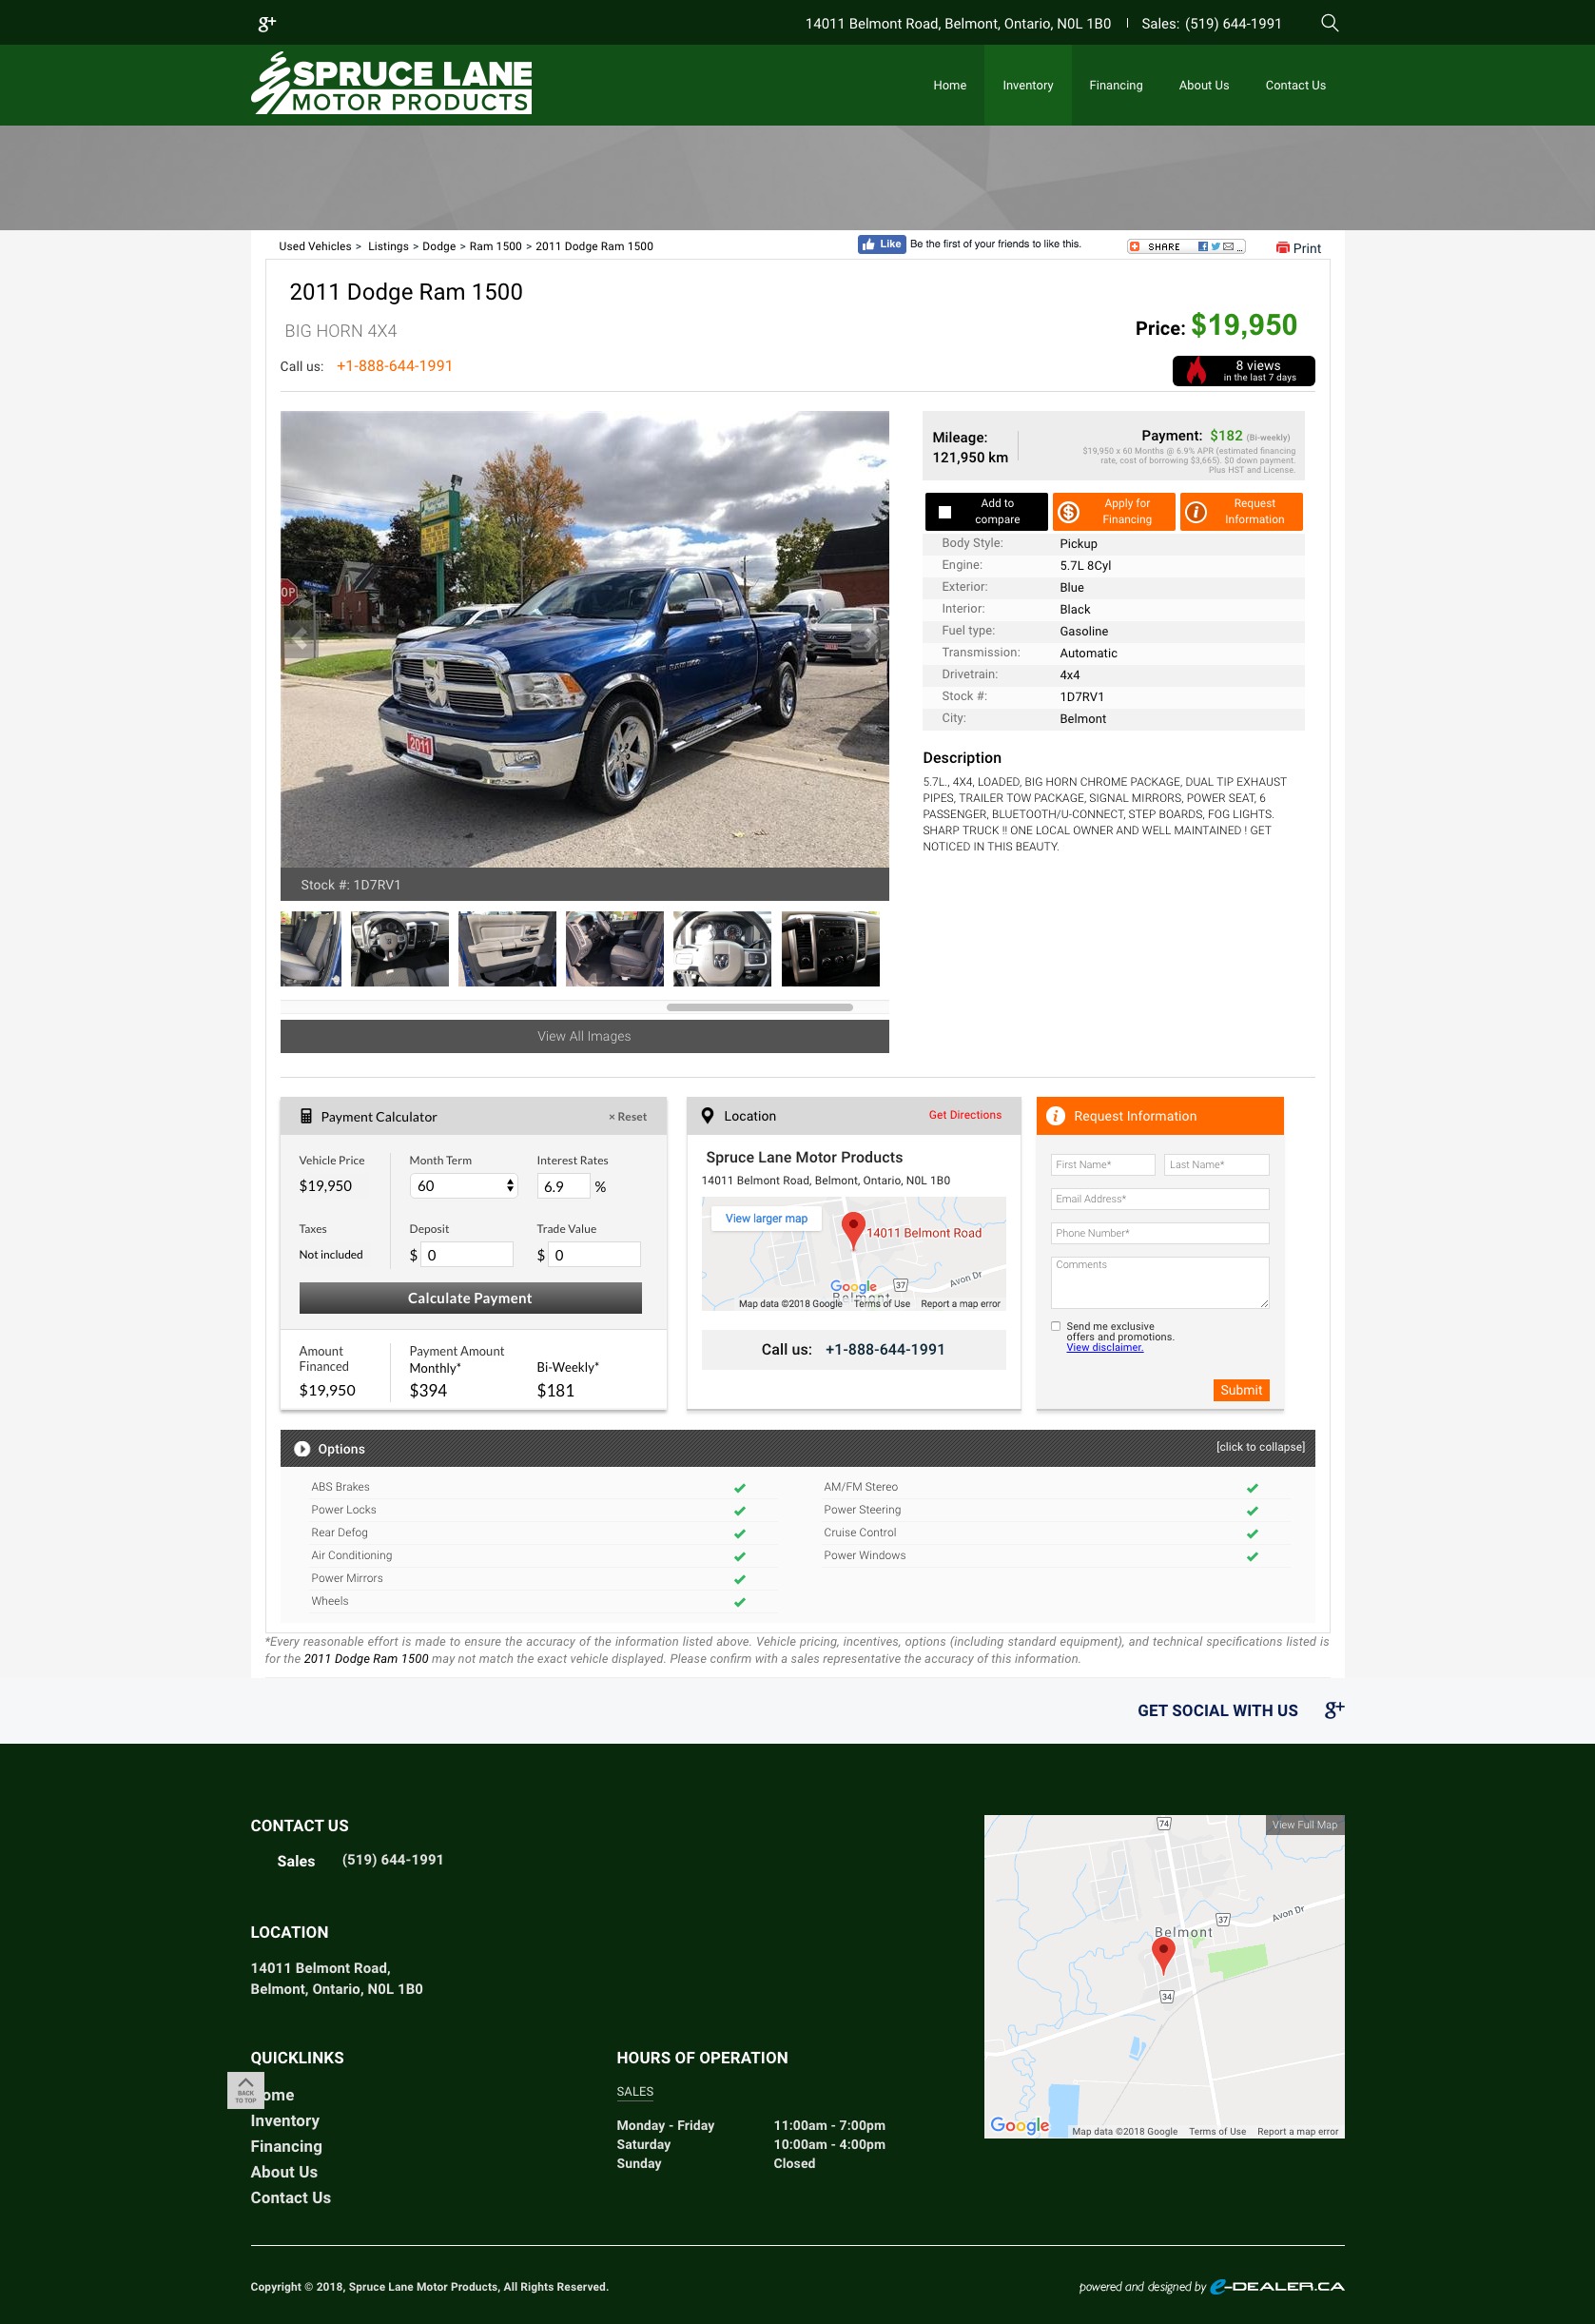 g+
14011 Belmont Road, Belmont, Ontario, N0L 1B0 | Sales: (519) 644-1991
SPRUCE LANE
MOTOR PRODUCTS
Home Inventory Financing About Us Contact Us
Used Vehicles > Listings > Dodge > Ram 1500 > 2011 Dodge Ram 1500
Like Be the first of your friends to like this.
SHARE ...
Print
2011 Dodge Ram 1500
BIG HORN 4X4
Price: $19,950
Call us: +1-888-644-1991
8 views
in the last 7 days
OP
2011
Stock #: 1D7RV1
View All Images
Mileage:
121,950 km
Payment: $182 (Bi-weekly)
$19,950 x 60 Months @ 6.9% APR (estimated financing
rate, cost of borrowing $3,665). $0 down payment.
Plus HST and License.
Add to
compare
Apply for
Financing
Request
Information
Body Style: Pickup
Engine: 5.7L 8Cyl
Exterior: Blue
Interior: Black
Fuel type: Gasoline
Transmission: Automatic
Drivetrain: 4x4
Stock #: 1D7RV1
City: Belmont
Description
5.7L., 4X4, LOADED, BIG HORN CHROME PACKAGE, DUAL TIP EXHAUST
PIPES, TRAILER TOW PACKAGE, SIGNAL MIRRORS, POWER SEAT, 6
PASSENGER, BLUETOOTH/U-CONNECT, STEP BOARDS, FOG LIGHTS.
SHARP TRUCK !! ONE LOCAL OWNER AND WELL MAINTAINED ! GET
NOTICED IN THIS BEAUTY.
Payment Calculator × Reset
Vehicle Price Month Term Interest Rates
$19,950 60 6.9 %
Taxes Deposit Trade Value
Not included $ 0 $ 0
Calculate Payment
Amount
Financed
$19,950
Payment Amount
Monthly* Bi-Weekly*
$394 $181
Location Get Directions
Spruce Lane Motor Products
14011 Belmont Road, Belmont, Ontario, N0L 1B0
View larger map
14011 Belmont Road
Google 37 Avon Dr
Belmont
Map data ©2018 Google Terms of Use Report a map error
Call us: +1-888-644-1991
Request Information
First Name* Last Name*
Email Address*
Phone Number*
Comments
Send me exclusive
offers and promotions.
View disclaimer.
Submit
Options [click to collapse]
ABS Brakes AM/FM Stereo
Power Locks Power Steering
Rear Defog Cruise Control
Air Conditioning Power Windows
Power Mirrors
Wheels
*Every reasonable effort is made to ensure the accuracy of the information listed above. Vehicle pricing, incentives, options (including standard equipment), and technical specifications listed is
for the 2011 Dodge Ram 1500 may not match the exact vehicle displayed. Please confirm with a sales representative the accuracy of this information.
GET SOCIAL WITH US g+
CONTACT US
Sales (519) 644-1991
LOCATION
14011 Belmont Road,
Belmont, Ontario, N0L 1B0
QUICKLINKS
BACK
TO TOP
ome
Inventory
Financing
About Us
Contact Us
HOURS OF OPERATION
SALES
Monday - Friday 11:00am - 7:00pm
Saturday 10:00am - 4:00pm
Sunday Closed
View Full Map
74
37
Avon Dr
Belmont
34
Google
Map data ©2018 Google Terms of Use Report a map error
Copyright © 2018, Spruce Lane Motor Products, All Rights Reserved.
powered and designed by e-DEALER.CA